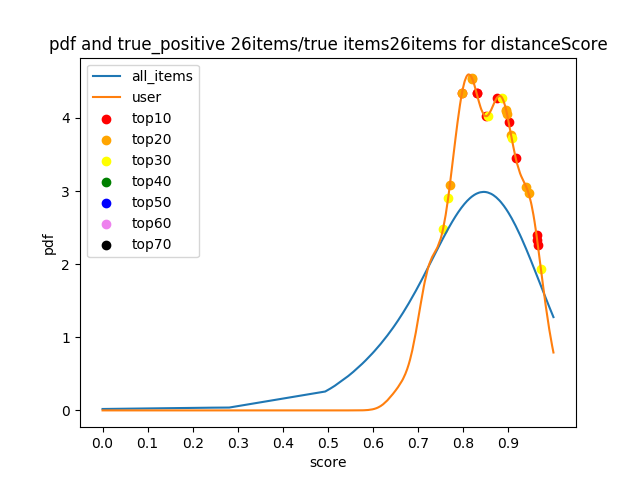 pdf and true_positive 26items/true items26items for distanceScore
all_items
user
top10
top20
top30
top40
top50
top60
top70
pdf
4
3
2
1
0
0.0 0.1 0.2 0.3 0.4 0.5 0.6 0.7 0.8 0.9
score